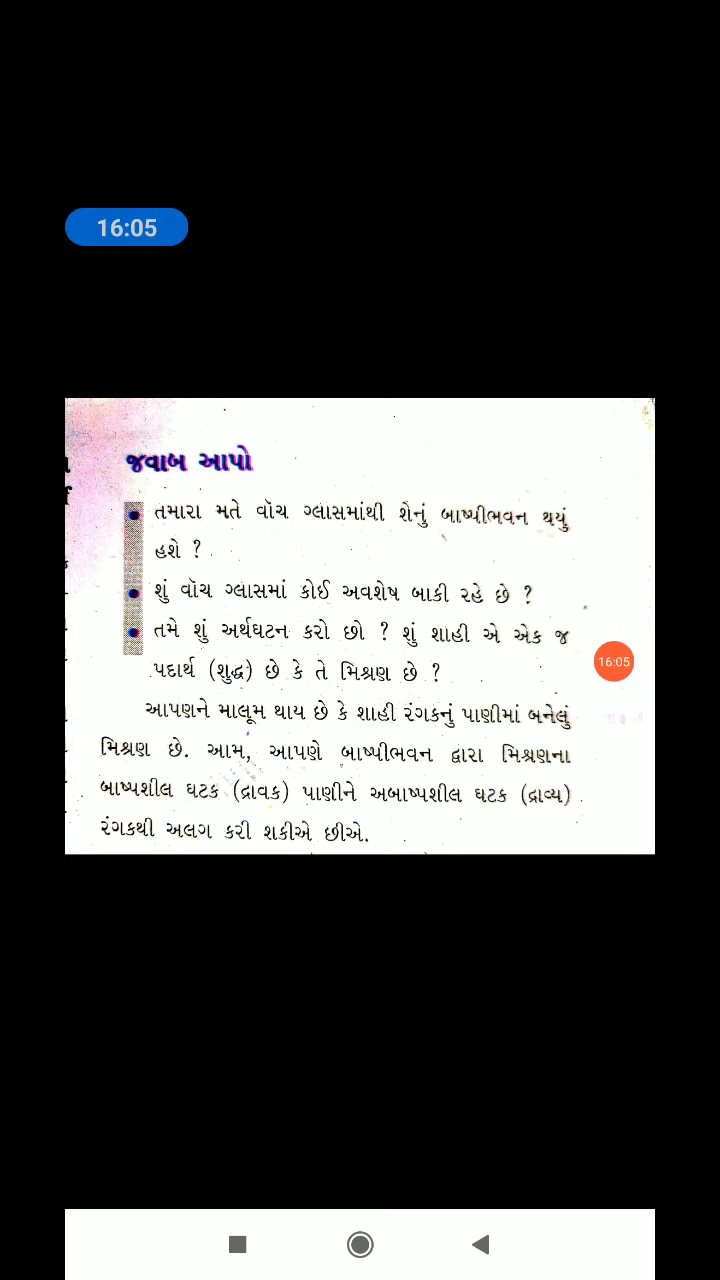 16:05
જવાબ આપો
• તમારા મતે વૉચ ગ્લાસમાંથી શેનું બાષ્પીભવન થયું
હશે ?
• શું વૉચ ગ્લાસમાં કોઈ અવશેષ બાકી રહે છે ?
• તમે શું અર્થઘટન કરો છો ? શું શાહી એ એક જ
પદાર્થ (શુદ્ધ) છે કે તે મિશ્રણ છે ?
16:05
આપણને માલૂમ થાય છે કે શાહી રંગકનું પાણીમાં બનેલું
મિશ્રણ છે. આમ, આપણે બાષ્પીભવન દ્વારા મિશ્રણના
બાષ્પશીલ ઘટક (દ્રાવક) પાણીને અબાષ્પશીલ ઘટક (દ્રાવ્ય)
રંગકથી અલગ કરી શકીએ છીએ.